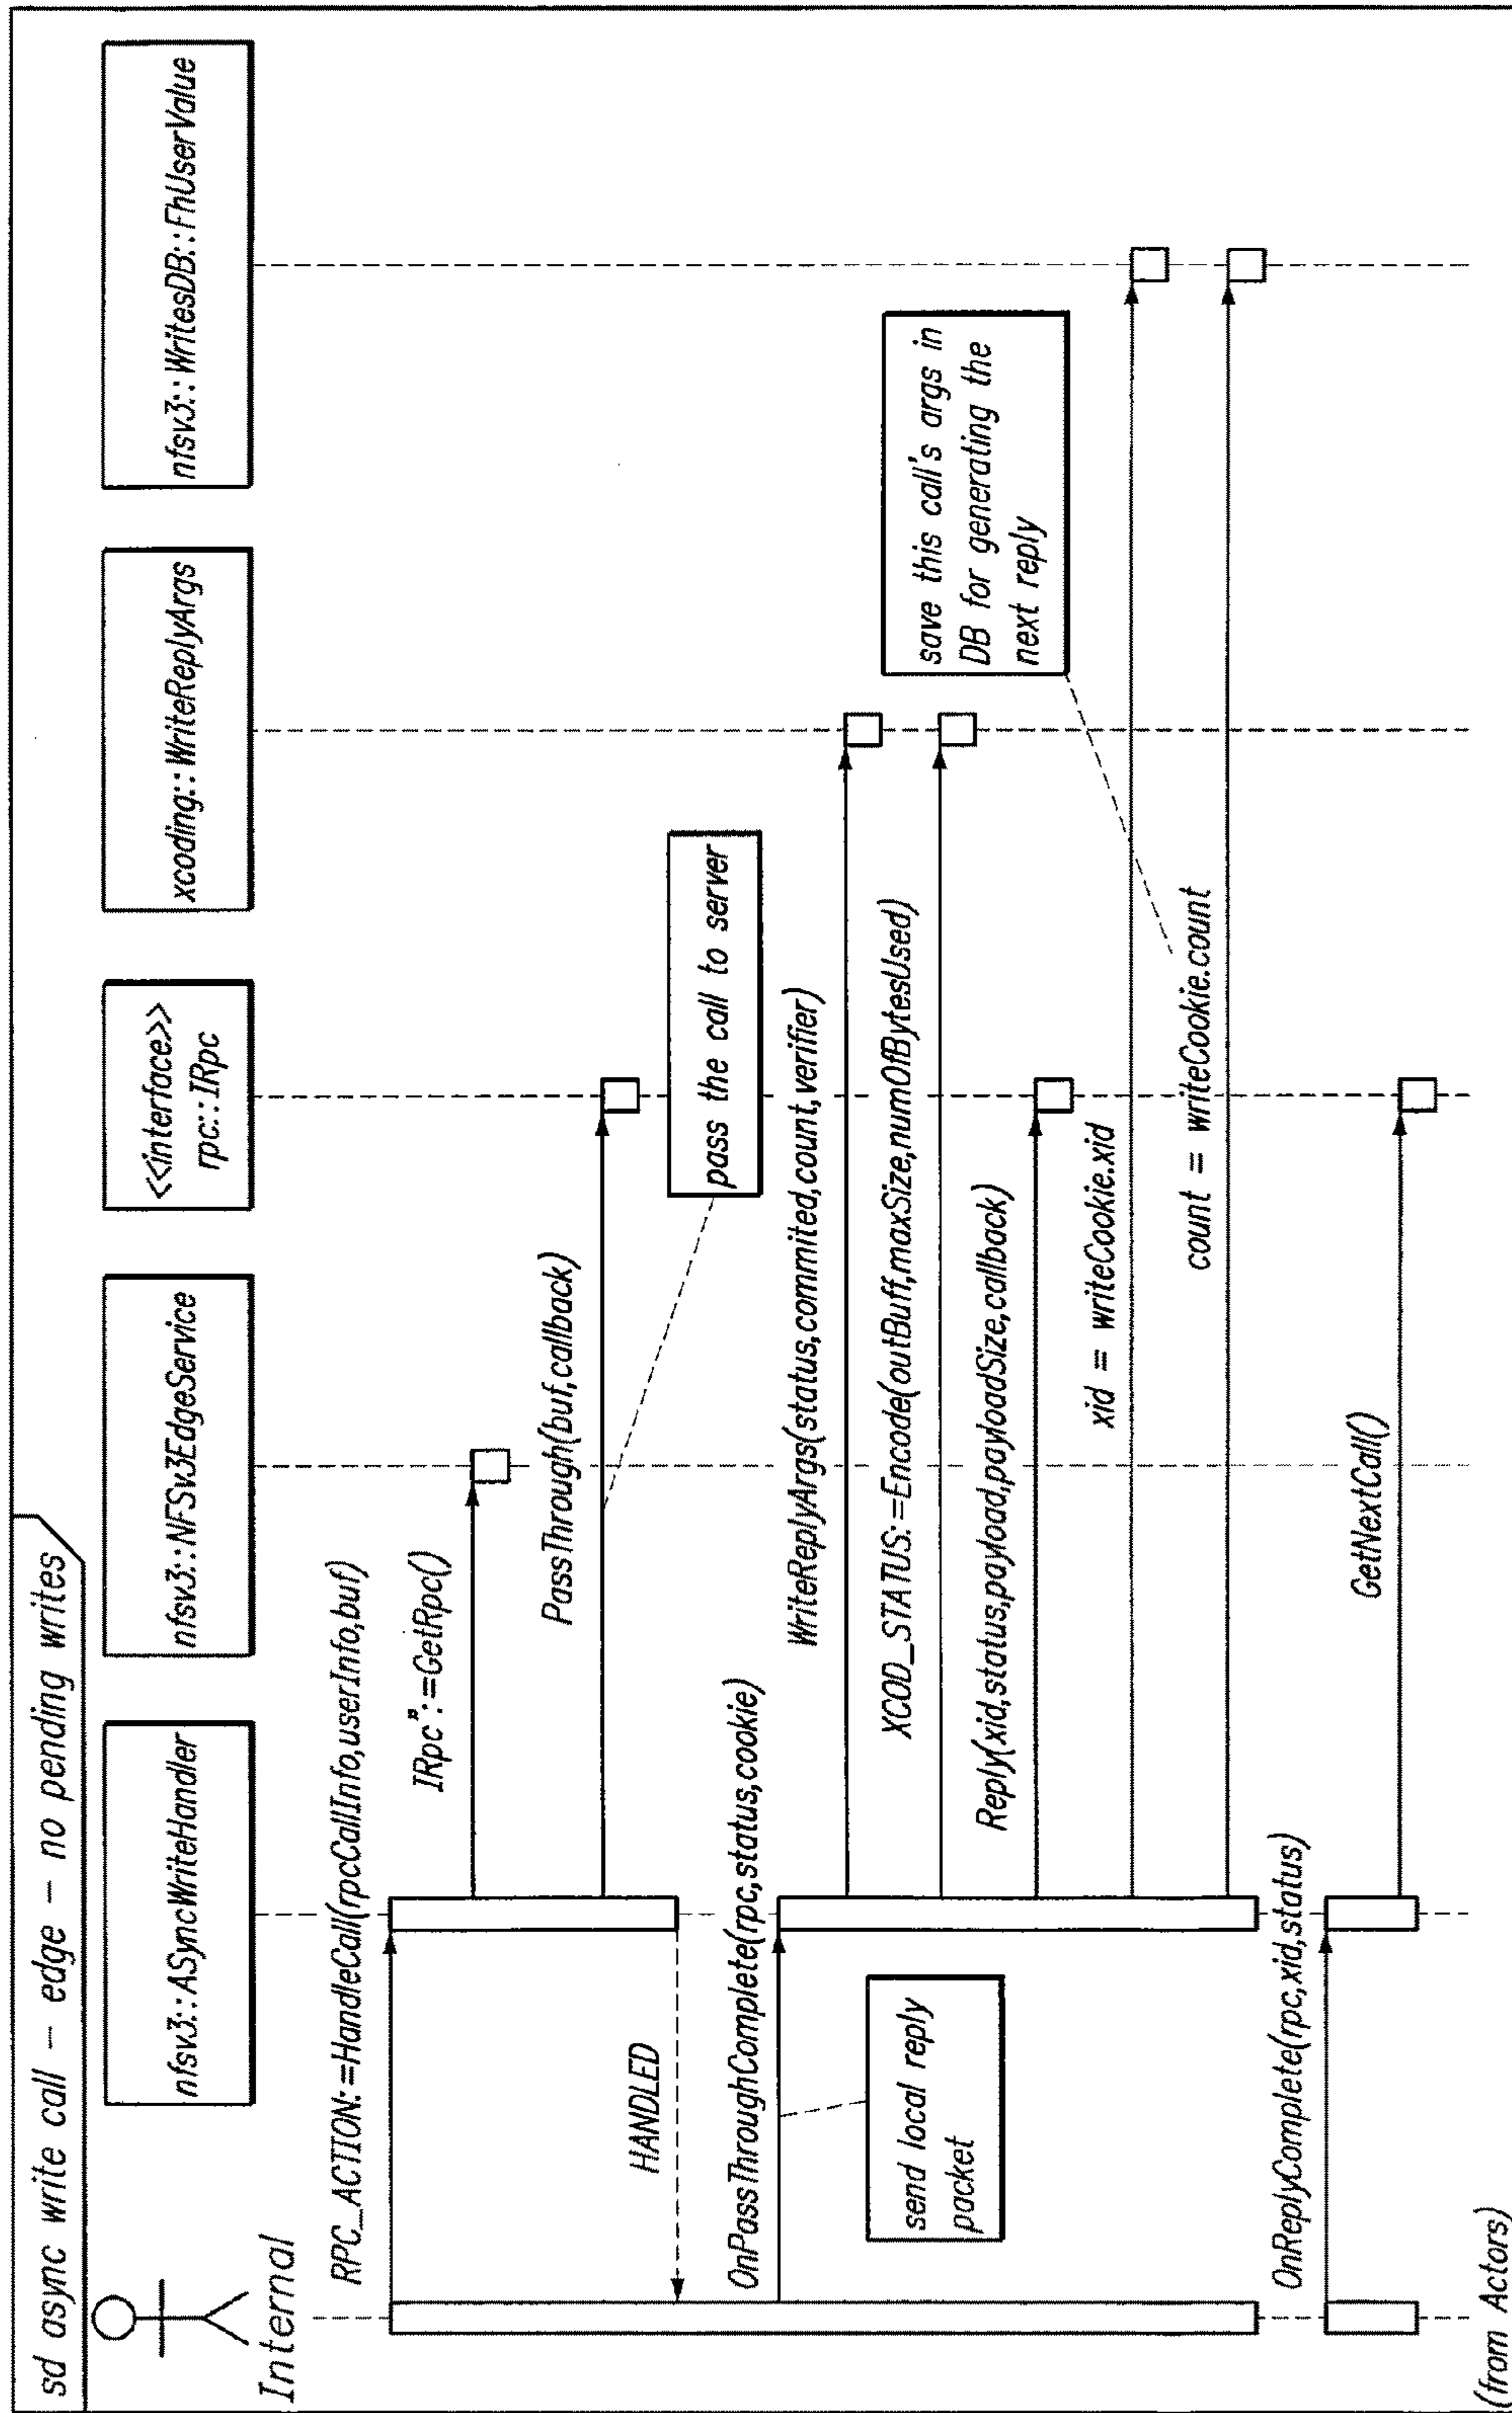 sd async write call – edge – no pending writes
Internal
nfsv3::ASyncWriteHandler
nfsv3::NFSv3EdgeService
<<interface>>
rpc::IRpc
xcoding::WriteReplyArgs
nfsv3::WritesDB::FhUserValue
RPC_ACTION:=HandleCall(rpcCallInfo,userInfo,buf)
IRpc":=GetRpc()
PassThrough(buf,callback)
HANDLED
pass the call to server
OnPassThroughComplete(rpc,status,cookie)
WriteReplyArgs(status,commited,count,verifier)
send local reply
packet
XCOD_STATUS:=Encode(outBuff,maxSize,numOfBytesUsed)
save this call's args in
DB for generating the
next reply
Reply(xid,status,payload,payloadSize,callback)
xid = writeCookie.xid
count = writeCookie.count
OnReplyComplete(rpc,xid,status)
GetNextCall()
(from Actors)